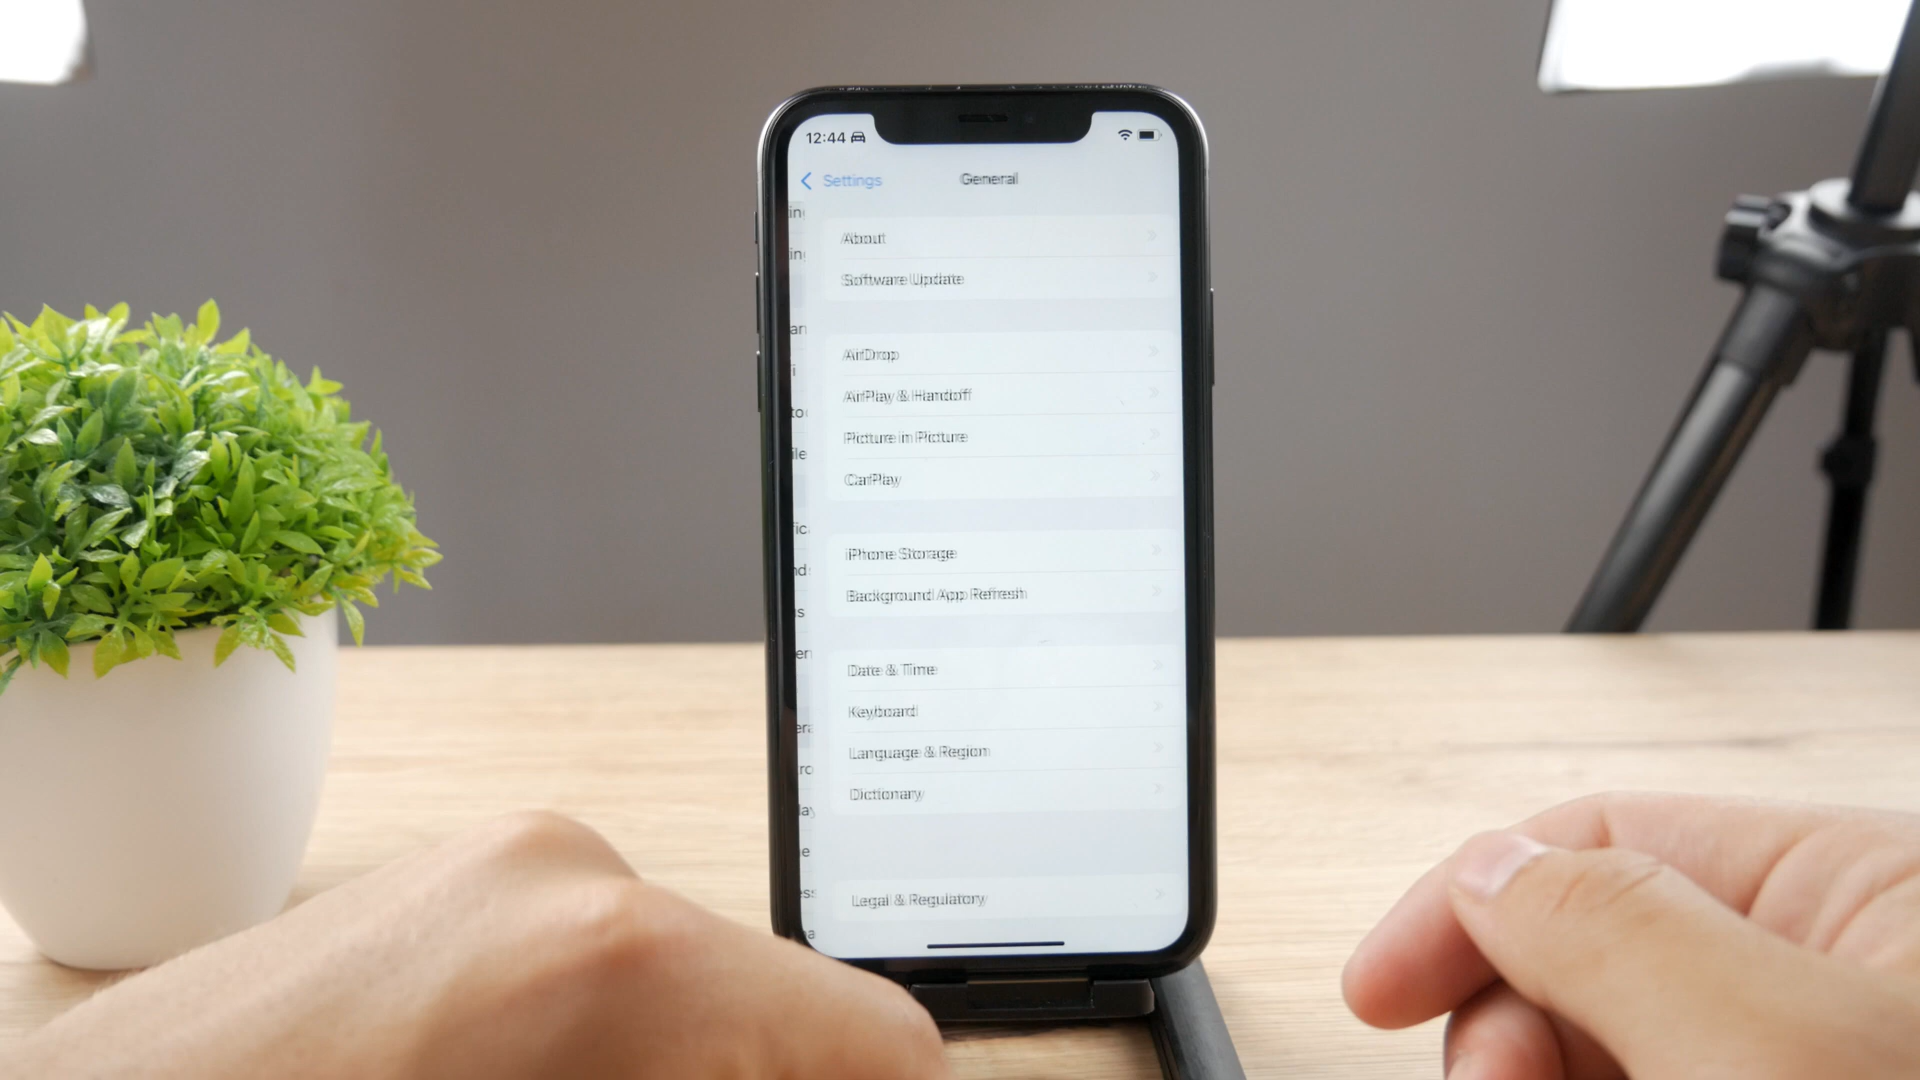 12:44
Settings
General
About
Software Update
AirDrop
AirPlay & Handoff
Picture in Picture
CarPlay
iPhone Storage
Background App Refresh
Date & Time
Keyboard
Language & Region
Dictionary
Legal & Regulatory